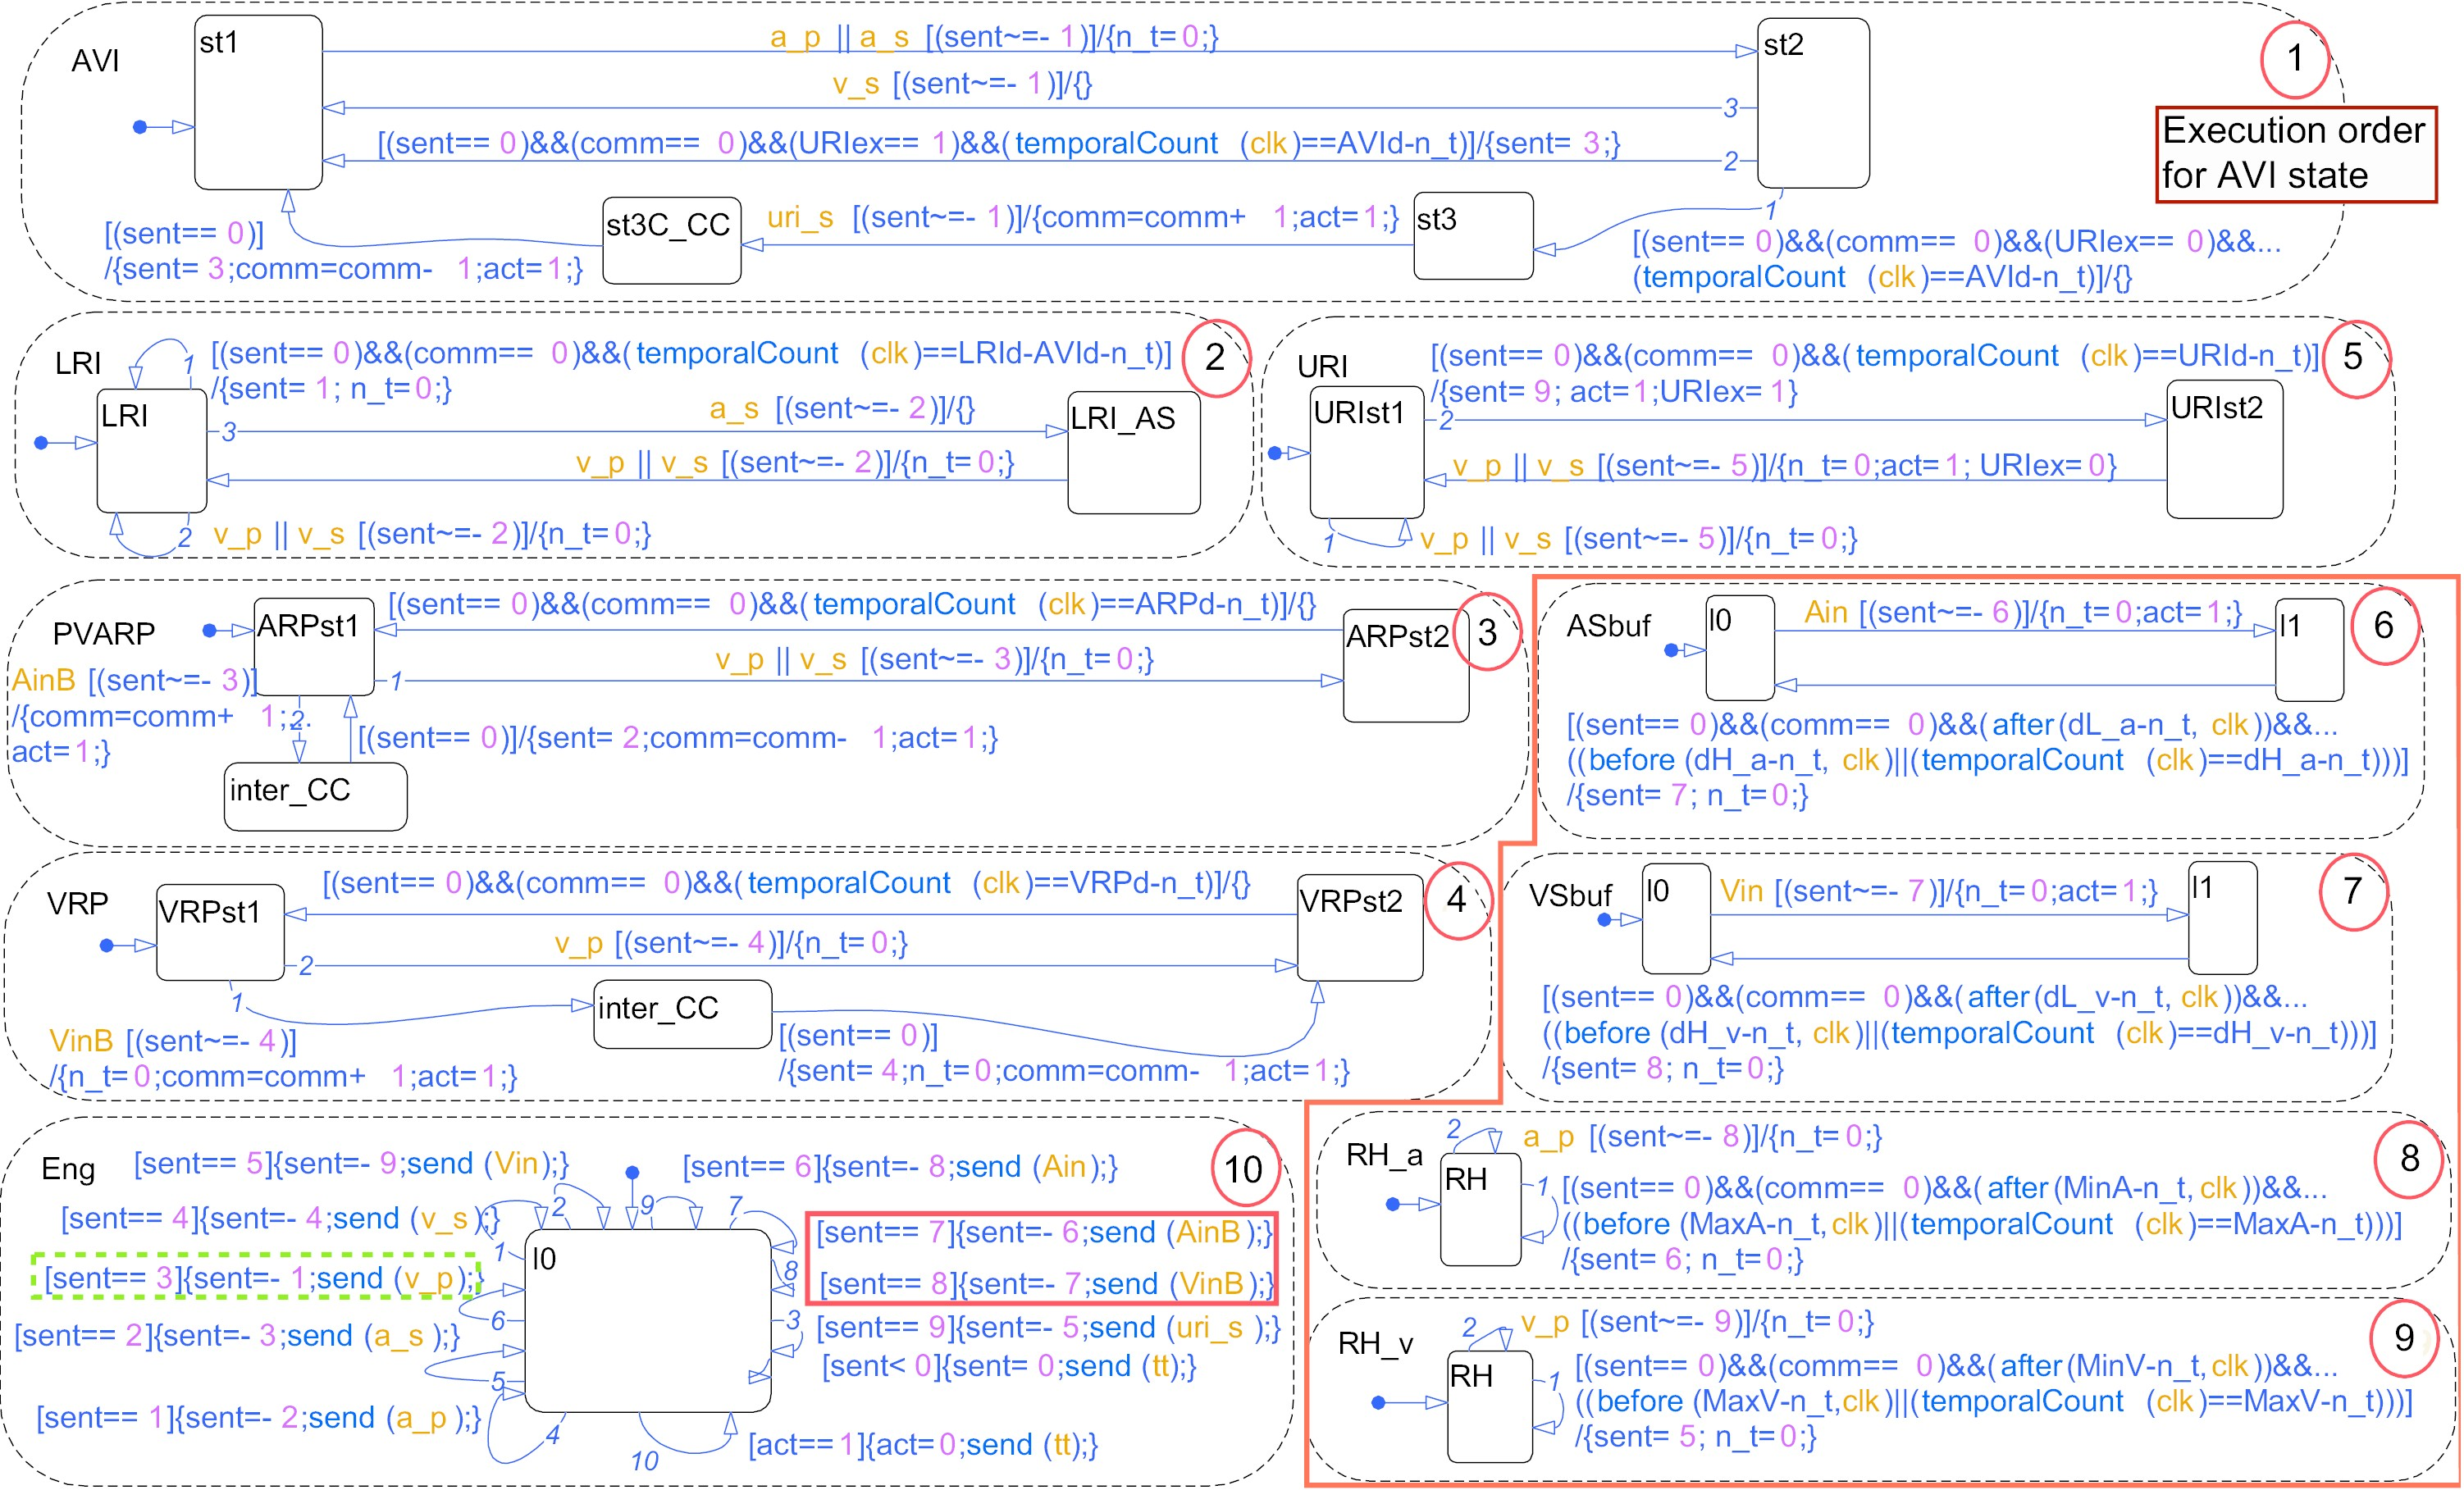 AVI
st1
a_p || a_s [(sent~=- 1)]/{n_t= 0;}
st2
1
v_s [(sent~=- 1)]/{}
3
[(sent== 0)&&(comm== 0)&&(URIex== 1)&&(temporalCount (clk)==AVId-n_t)]/{sent= 3;}
2
Execution order
for AVI state
st3C_CC
uri_s [(sent~=- 1)]/{comm=comm+ 1;act=1;}
st3
1
[(sent== 0)]
/{sent= 3;comm=comm- 1;act=1;}
[(sent== 0)&&(comm== 0)&&(URIex== 0)&&...
(temporalCount (clk)==AVId-n_t)]/{}
LRI
1
[(sent== 0)&&(comm== 0)&&(temporalCount (clk)==LRId-AVId-n_t)]
/{sent= 1; n_t=0;}
2
LRI
3
a_s [(sent~=- 2)]/{}
LRI_AS
v_p || v_s [(sent~=- 2)]/{n_t= 0;}
2
v_p || v_s [(sent~=- 2)]/{n_t= 0;}
URI
[(sent== 0)&&(comm== 0)&&(temporalCount (clk)==URId-n_t)]
/{sent= 9; act=1;URIex= 1}
5
URIst1
2
URIst2
v_p || v_s [(sent~=- 5)]/{n_t= 0;act=1; URIex=0}
1
v_p || v_s [(sent~=- 5)]/{n_t= 0;}
PVARP
ARPst1
[(sent== 0)&&(comm== 0)&&(temporalCount (clk)==ARPd-n_t)]/{}
ARPst2
3
1
v_p || v_s [(sent~=- 3)]/{n_t= 0;}
AinB [(sent~=- 3)]
/{comm=comm+ 1;..
act=1;}
2
[(sent== 0)]/{sent= 2;comm=comm- 1;act=1;}
inter_CC
ASbuf
l0
Ain [(sent~=- 6)]/{n_t= 0;act=1;}
l1
6
[(sent== 0)&&(comm== 0)&&(after(dL_a-n_t, clk))&&...
((before (dH_a-n_t, clk)||(temporalCount (clk)==dH_a-n_t)))]
/{sent= 7; n_t=0;}
VRP
VRPst1
[(sent== 0)&&(comm== 0)&&(temporalCount (clk)==VRPd-n_t)]/{}
VRPst2
4
v_p [(sent~=- 4)]/{n_t= 0;}
2
1
inter_CC
VinB [(sent~=- 4)]
/{n_t=0;comm=comm+ 1;act=1;}
[(sent== 0)]
/{sent= 4;n_t=0;comm=comm- 1;act=1;}
VSbuf
l0
Vin [(sent~=- 7)]/{n_t= 0;act=1;}
l1
7
[(sent== 0)&&(comm== 0)&&(after(dL_v-n_t, clk))&&...
((before (dH_v-n_t, clk)||(temporalCount (clk)==dH_v-n_t)))]
/{sent= 8; n_t=0;}
Eng
[sent== 5]{sent=- 9;send (Vin);}
[sent== 6]{sent=- 8;send (Ain);}
10
2
9
7
[sent== 4]{sent=- 4;send (v_s);}
1
l0
[sent== 7]{sent=- 6;send (AinB);}
[sent== 3]{sent=- 1;send (v_p);}
8
[sent== 8]{sent=- 7;send (VinB);}
6
[sent== 2]{sent=- 3;send (a_s);}
3
[sent== 9]{sent=- 5;send (uri_s);}
[sent< 0]{sent= 0;send (tt);}
5
[sent== 1]{sent=- 2;send (a_p);}
4
10
[act== 1]{act=0;send (tt);}
RH_a
2
a_p [(sent~=- 8)]/{n_t= 0;}
8
RH
1
[(sent== 0)&&(comm== 0)&&(after(MinA-n_t,clk))&&...
((before (MaxA-n_t,clk)||(temporalCount (clk)==MaxA-n_t)))]
/{sent= 6; n_t=0;}
RH_v
2
v_p [(sent~=- 9)]/{n_t= 0;}
9
RH
1
[(sent== 0)&&(comm== 0)&&(after(MinV-n_t,clk))&&...
((before (MaxV-n_t,clk)||(temporalCount (clk)==MaxV-n_t)))]
/{sent= 5; n_t=0;}